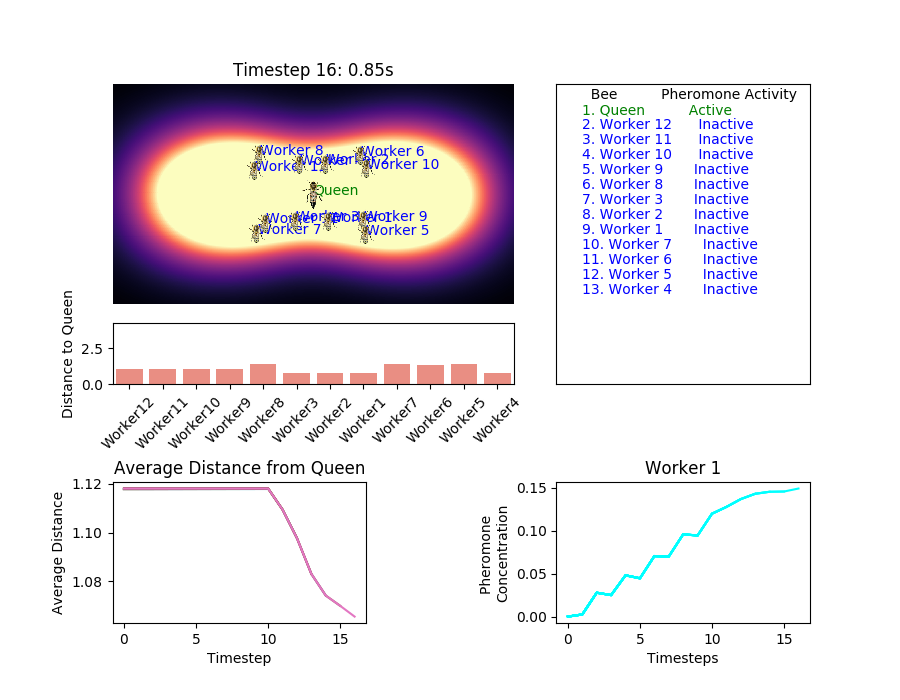 Timestep 16: 0.85s
Worker 8
Worker 6
Worker 10
Queen
Worker 9
Worker 7
Worker 5
Bee Pheromone Activity
1. Queen Active
2. Worker 12 Inactive
3. Worker 11 Inactive
4. Worker 10 Inactive
5. Worker 9 Inactive
6. Worker 8 Inactive
7. Worker 3 Inactive
8. Worker 2 Inactive
9. Worker 1 Inactive
10. Worker 7 Inactive
11. Worker 6 Inactive
12. Worker 5 Inactive
13. Worker 4 Inactive
Distance to Queen
2.5
0.0
Worker12
Worker11
Worker10
Worker9
Worker8
Worker3
Worker2
Worker1
Worker7
Worker6
Worker5
Worker4
Average Distance from Queen
Average Distance
1.12
1.10
1.08
0 5 10 15
Timestep
Worker 1
Pheromone
Concentration
0.15
0.10
0.05
0.00
0 5 10 15
Timesteps